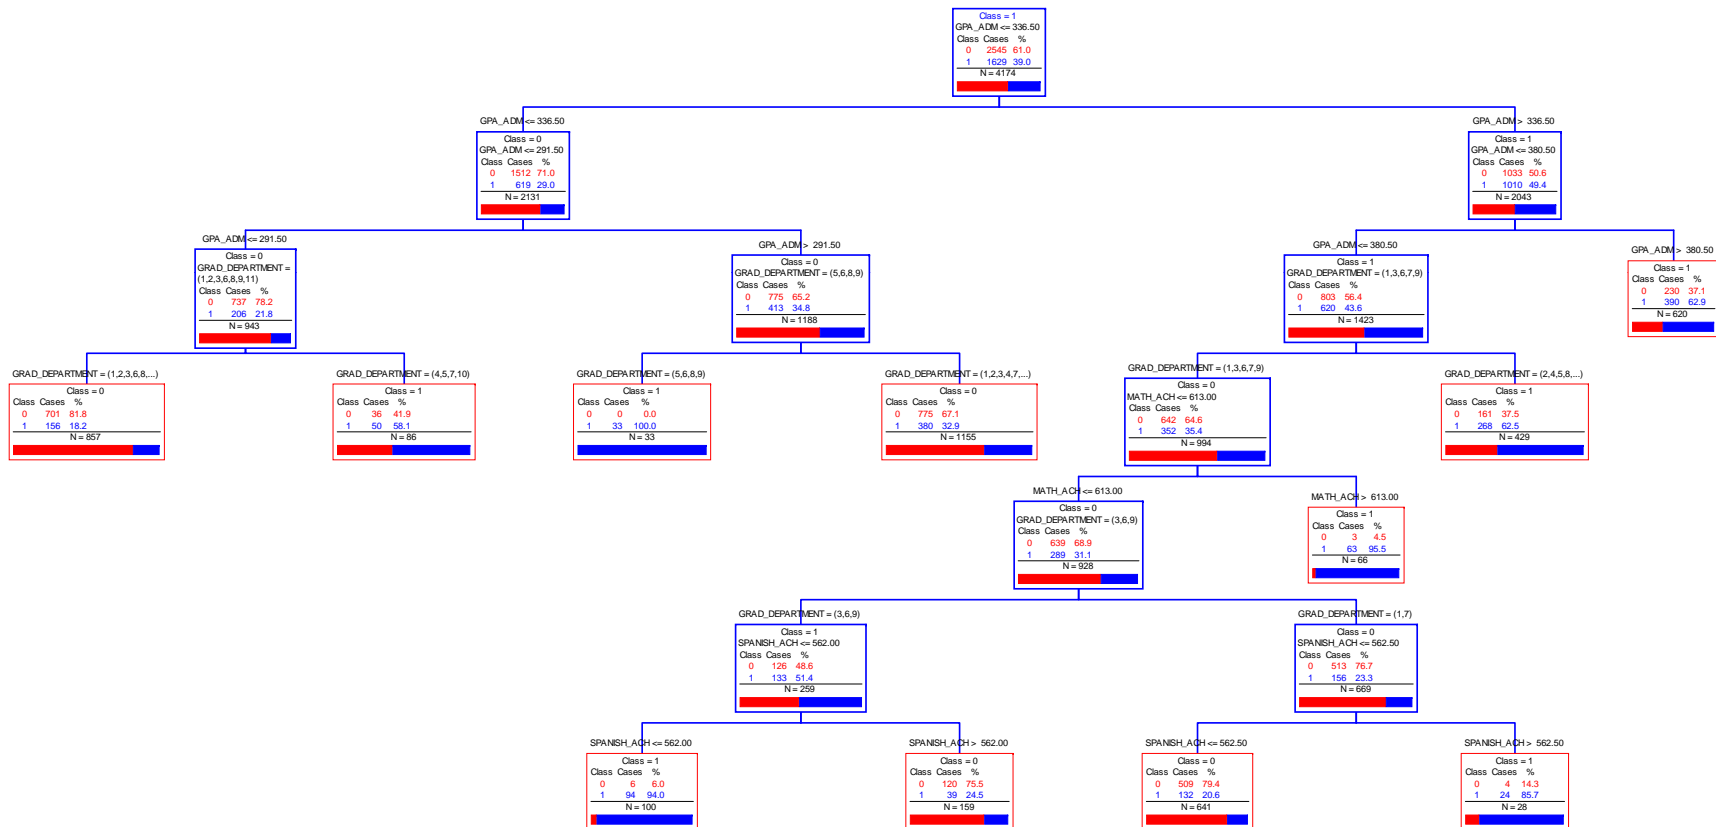 Class = 1
GPA_ADM <= 336.50
Class Cases %
0 2545 61.0
1 1629 39.0
N = 4174
GPA_ADM <= 336.50
Class = 0
GPA_ADM <= 291.50
Class Cases %
0 1512 71.0
1 619 29.0
N = 2131
GPA_ADM > 336.50
Class = 1
GPA_ADM <= 380.50
Class Cases %
0 1033 50.6
1 1010 49.4
N = 2043
GPA_ADM <= 291.50
Class = 0
GRAD_DEPARTMENT =
(1,2,3,6,8,9,11)
Class Cases %
0 737 78.2
1 206 21.8
N = 943
GPA_ADM > 291.50
Class = 0
GRAD_DEPARTMENT = (5,6,8,9)
Class Cases %
0 775 65.2
1 413 34.8
N = 1188
GPA_ADM <= 380.50
Class = 1
GRAD_DEPARTMENT = (1,3,6,7,9)
Class Cases %
0 803 56.4
1 620 43.6
N = 1423
GPA_ADM > 380.50
Class = 1
Class Cases %
0 230 37.1
1 390 62.9
N = 620
GRAD_DEPARTMENT = (1,2,3,6,8,...)
Class = 0
Class Cases %
0 701 81.8
1 156 18.2
N = 857
GRAD_DEPARTMENT = (4,5,7,10)
Class = 1
Class Cases %
0 36 41.9
1 50 58.1
N = 86
GRAD_DEPARTMENT = (5,6,8,9)
Class = 1
Class Cases %
0 0 0.0
1 33 100.0
N = 33
GRAD_DEPARTMENT = (1,2,3,4,7,...)
Class = 0
Class Cases %
0 775 67.1
1 380 32.9
N = 1155
GRAD_DEPARTMENT = (1,3,6,7,9)
Class = 0
MATH_ACH <= 613.00
Class Cases %
0 642 64.6
1 352 35.4
N = 994
GRAD_DEPARTMENT = (2,4,5,8,...)
Class = 1
Class Cases %
0 161 37.5
1 268 62.5
N = 429
MATH_ACH <= 613.00
Class = 0
GRAD_DEPARTMENT = (3,6,9)
Class Cases %
0 639 68.9
1 289 31.1
N = 928
MATH_ACH > 613.00
Class = 1
Class Cases %
0 3 4.5
1 63 95.5
N = 66
GRAD_DEPARTMENT = (3,6,9)
Class = 1
SPANISH_ACH <= 562.00
Class Cases %
0 126 48.6
1 133 51.4
N = 259
GRAD_DEPARTMENT = (1,7)
Class = 0
SPANISH_ACH <= 562.50
Class Cases %
0 513 76.7
1 156 23.3
N = 669
SPANISH_ACH <= 562.00
Class = 1
Class Cases %
0 6 6.0
1 94 94.0
N = 100
SPANISH_ACH > 562.00
Class = 0
Class Cases %
0 120 75.5
1 39 24.5
N = 159
SPANISH_ACH <= 562.50
Class = 0
Class Cases %
0 509 79.4
1 132 20.6
N = 641
SPANISH_ACH > 562.50
Class = 1
Class Cases %
0 4 14.3
1 24 85.7
N = 28